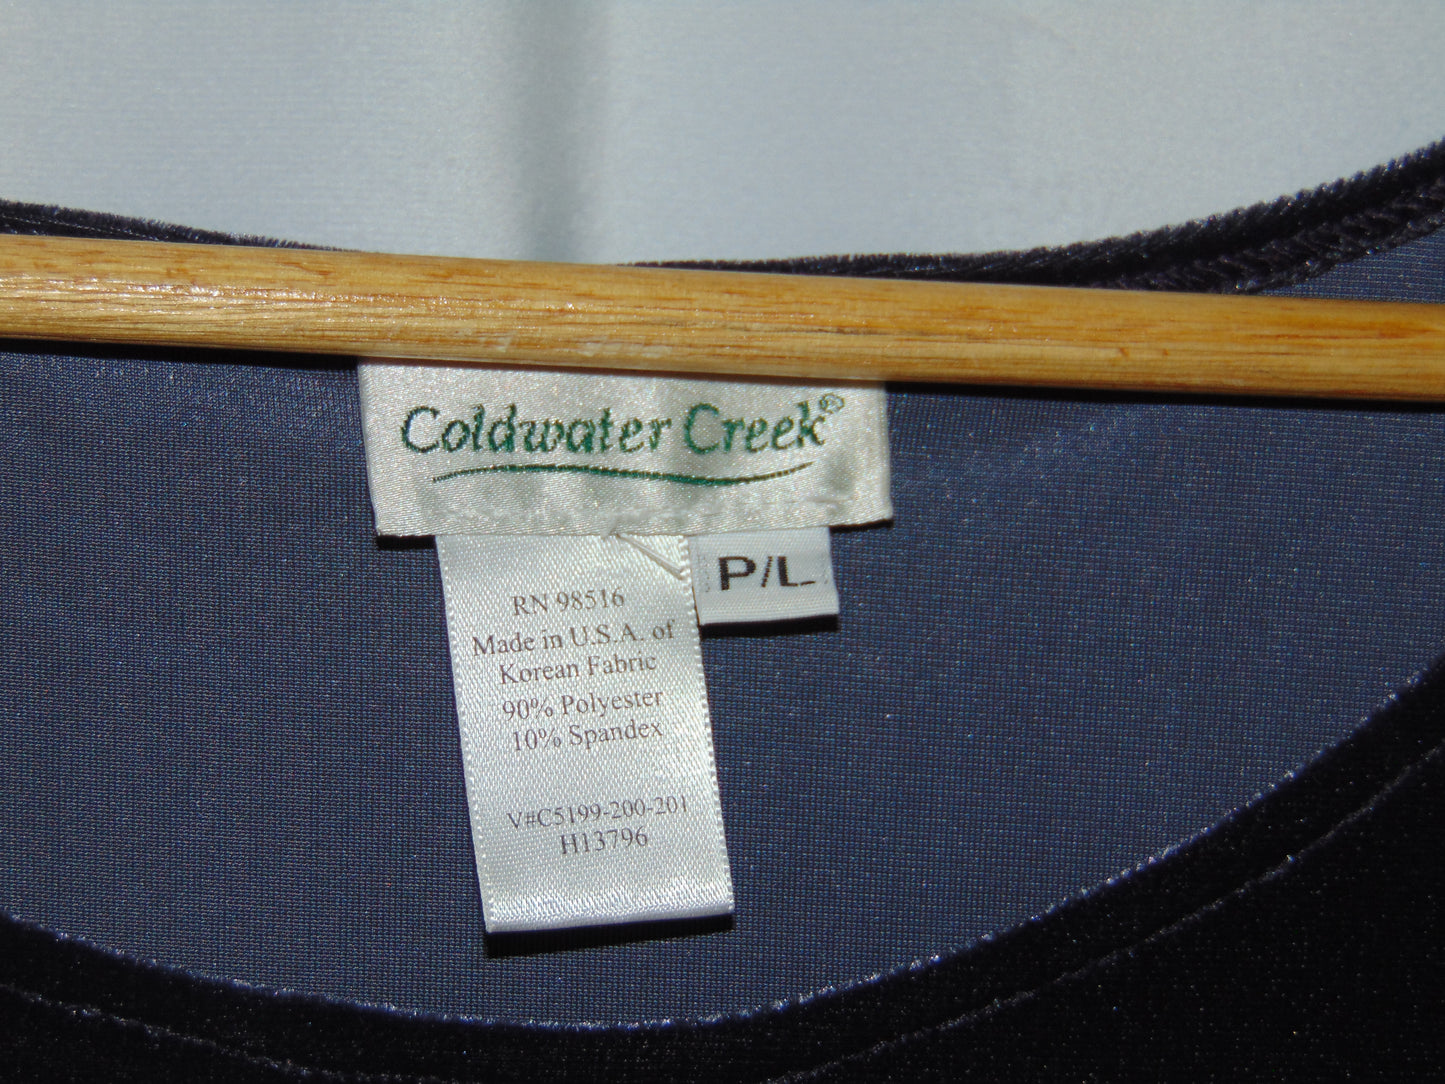 Coldwater Creek®
P/L
RN 98516
Made in U.S.A. of
Korean Fabric
90% Polyester
10% Spandex
V#C5199-200-201
H13796